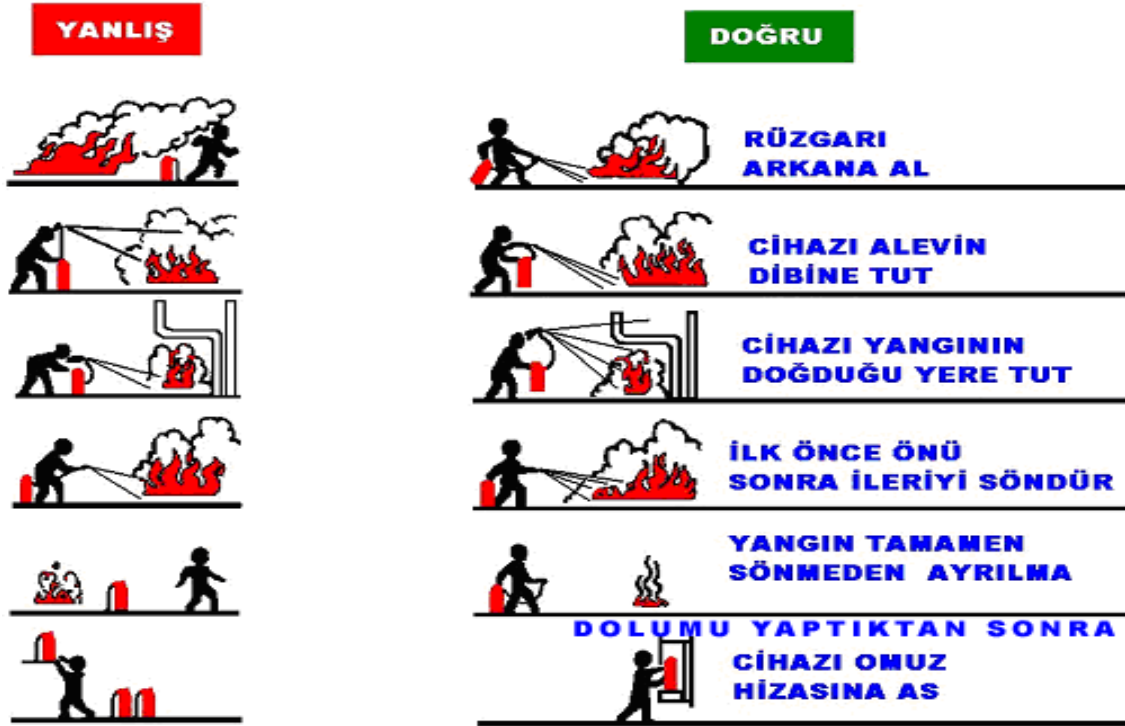 YANLIŞ
DOĞRU
RÜZGARI
ARKANA AL
CİHAZI ALEVİN
DİBİNE TUT
CİHAZI YANGININ
DOĞDUĞU YERE TUT
İLK ÖNCE ÖNÜ
SONRA İLERİYİ SÖNDÜR
YANGIN TAMAMEN
SÖNMEDEN AYRILMA
DOLUMU YAPTIKTAN SONRA
CİHAZI OMUZ
HİZASINA AS